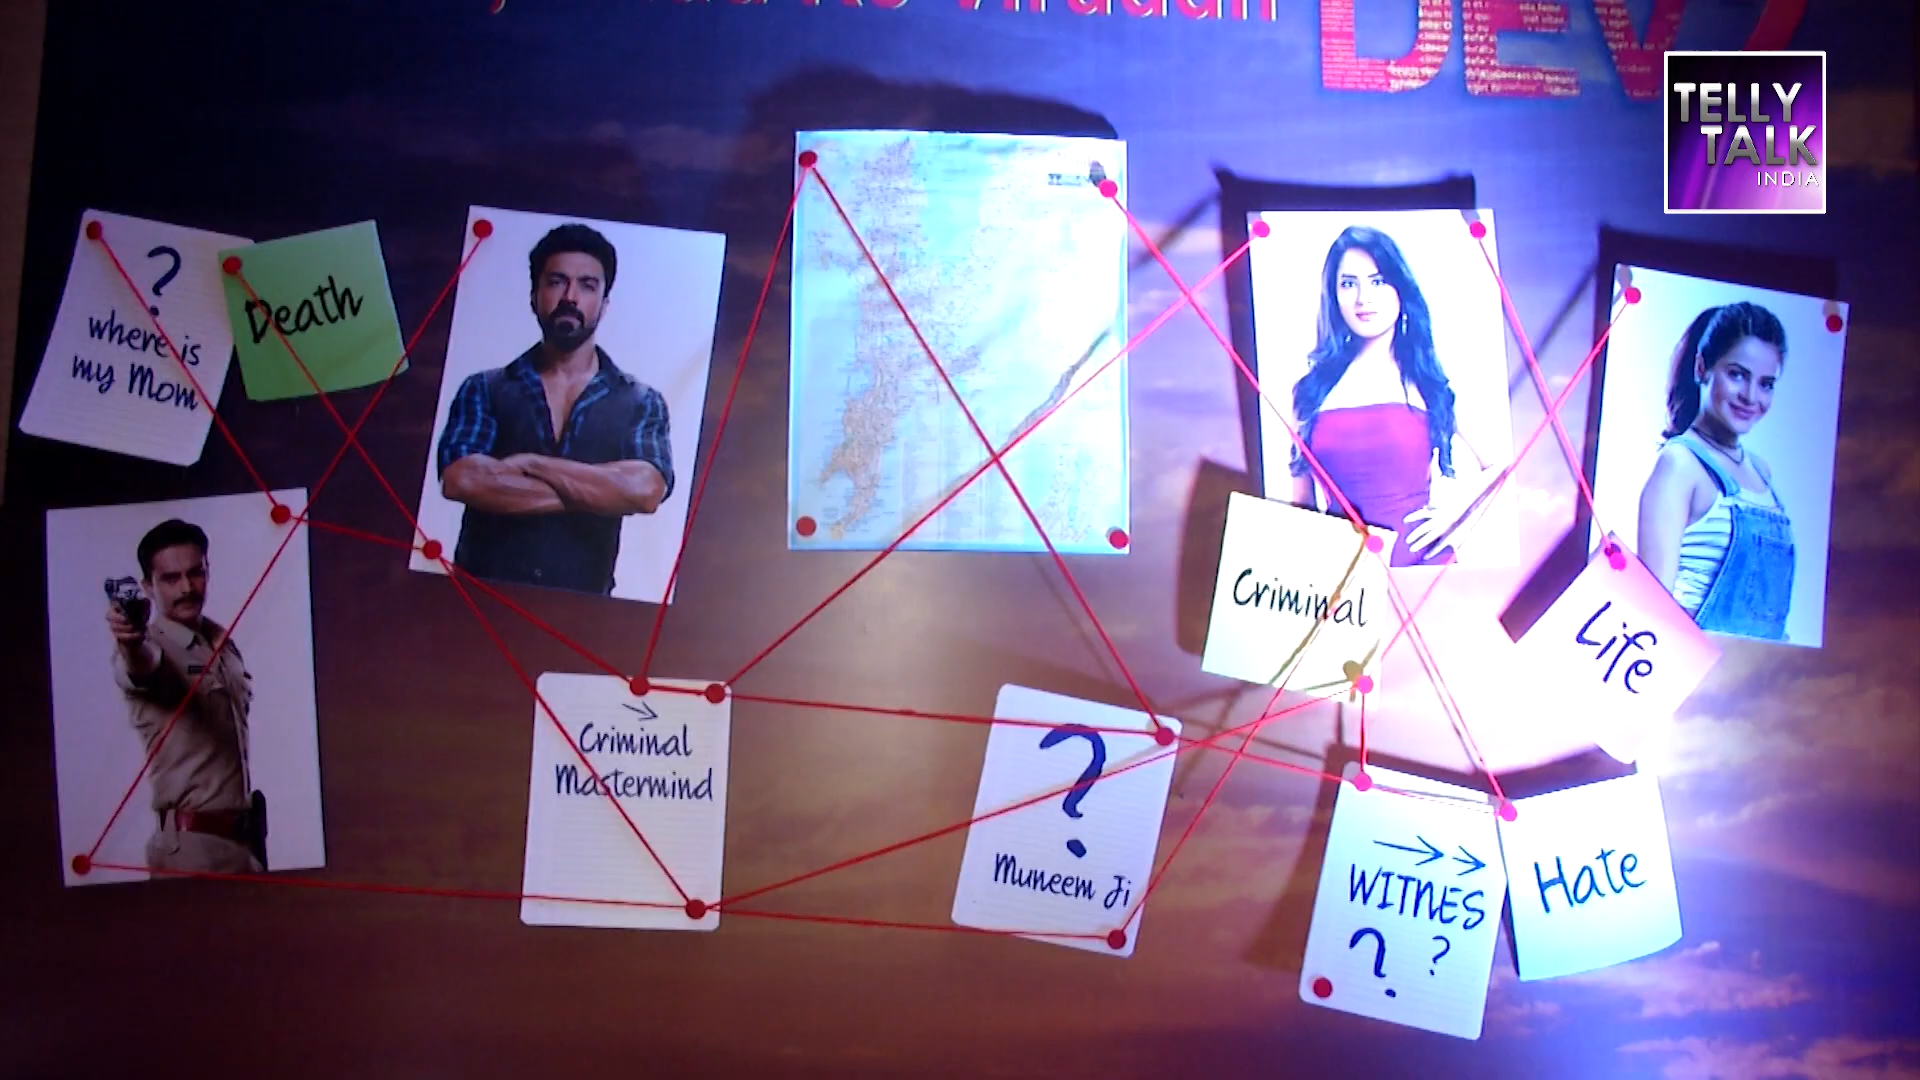 DEV
TELLY
TALK
INDIA
?
where is
my Mom
Death
Criminal
Life
→
Criminal
Mastermind
?
Muneem Ji
→→
WITNES
? ?
Hate